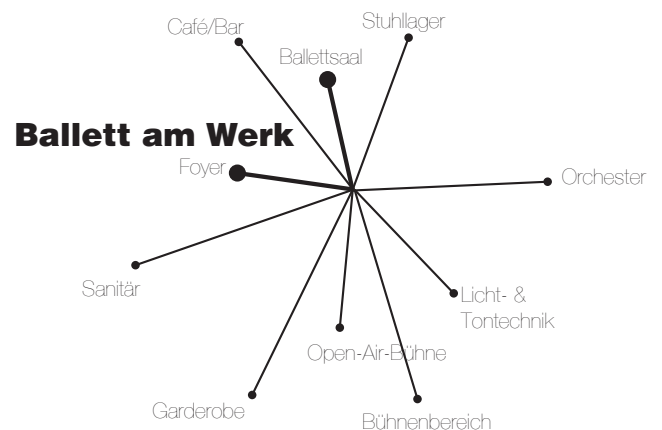 Café/Bar
Stuhllager
Ballettsaal
Ballett am Werk
Foyer
Orchester
Sanitär
Licht- &
Tontechnik
Open-Air-Bühne
Garderobe
Bühnenbereich